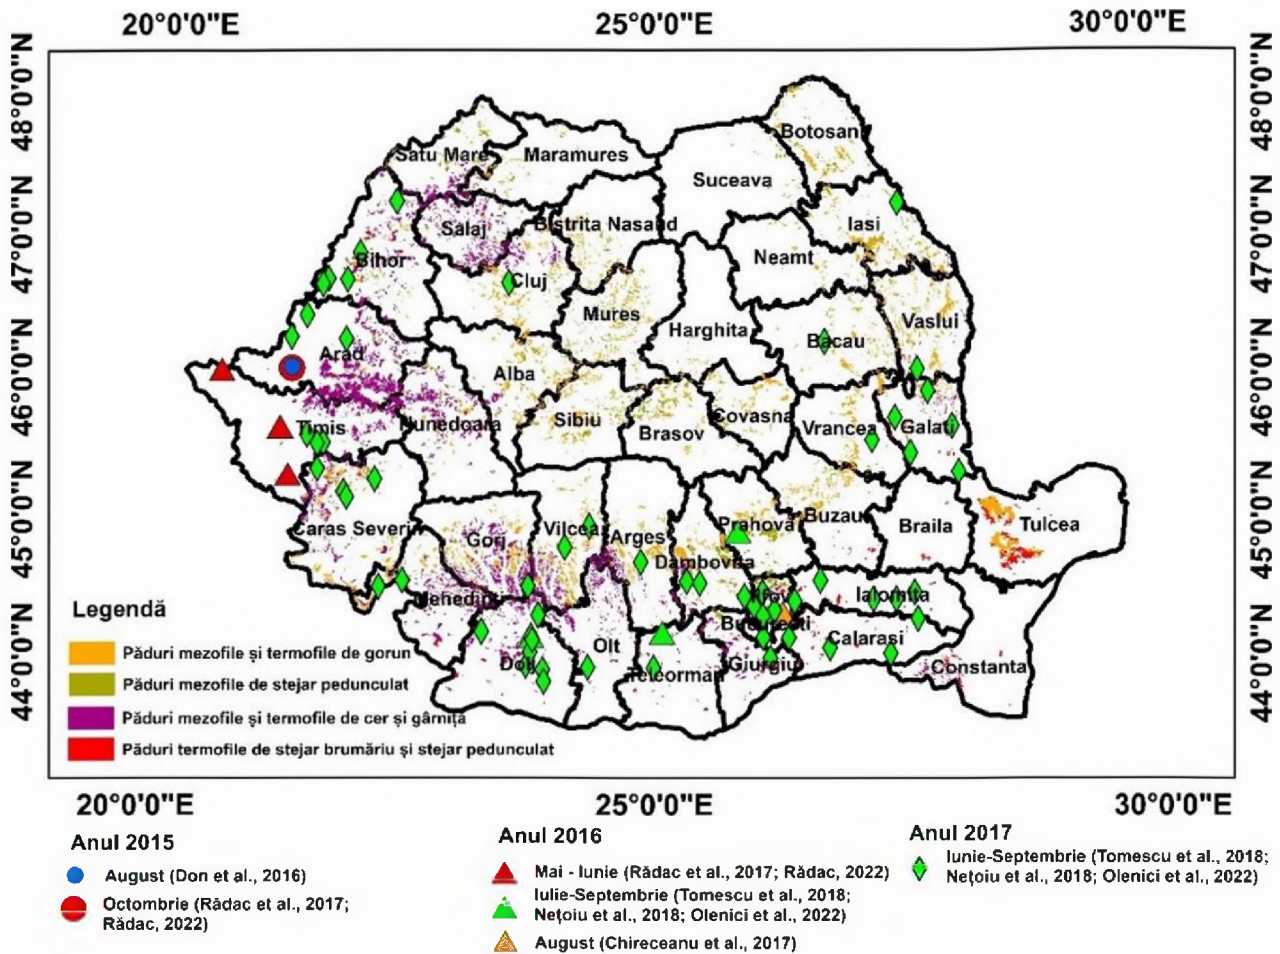 20°0'0"E 25°0'0"E 30°0'0"E
48°0'0"N 48°0'0"N
47°0'0"N 47°0'0"N
46°0'0"N 46°0'0"N
45°0'0"N 45°0'0"N
44°0'0"N 44°0'0"N
Botosani
Satu Mare Maramures
Suceava
Salaj Bistrita Nasaud Iasi
Bihor Neamt
Cluj
Mures Vaslui
Harghita Bacau
Arad
Alba
Timis Hunedoara Sibiu Brasov Covasna Vrancea Galati
Caras Severin Gorj Vilcea Arges Prahova Buzau Braila Tulcea
Dambovita
Mehedinti Ilfov Ialomita
Bucuresti
Dolj Olt Teleorman Giurgiu Calarasi Constanta
Legendă
Păduri mezofile și termofile de gorun
Păduri mezofile de stejar pedunculat
Păduri mezofile și termofile de cer și gârniță
Păduri termofile de stejar brumăriu și stejar pedunculat
20°0'0"E 25°0'0"E 30°0'0"E
Anul 2015
August (Don et al., 2016)
Octombrie (Rădac et al., 2017;
Rădac, 2022)
Anul 2016
Mai - Iunie (Rădac et al., 2017; Rădac, 2022)
Iulie-Septembrie (Tomescu et al., 2018;
Nețoiu et al., 2018; Olenici et al., 2022)
August (Chireceanu et al., 2017)
Anul 2017
Iunie-Septembrie (Tomescu et al., 2018;
Nețoiu et al., 2018; Olenici et al., 2022)